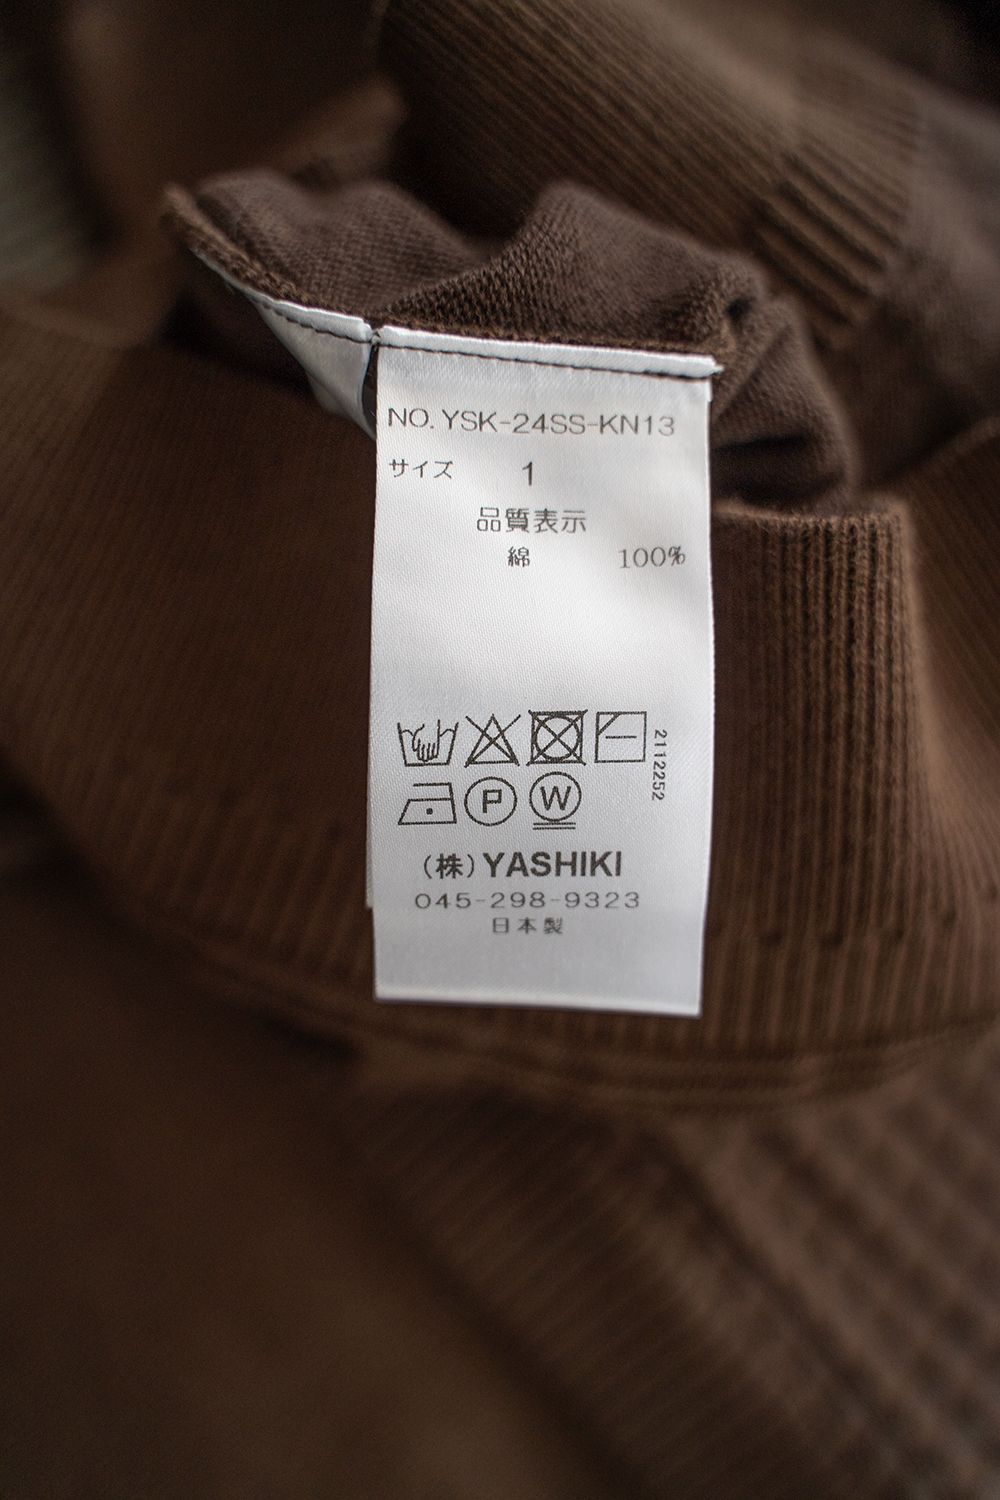 NO. YSK-24SS-KN13
サイズ 1
品質表示
綿 100%
2112252
P W
(株) YASHIKI
045-298-9323
日本製